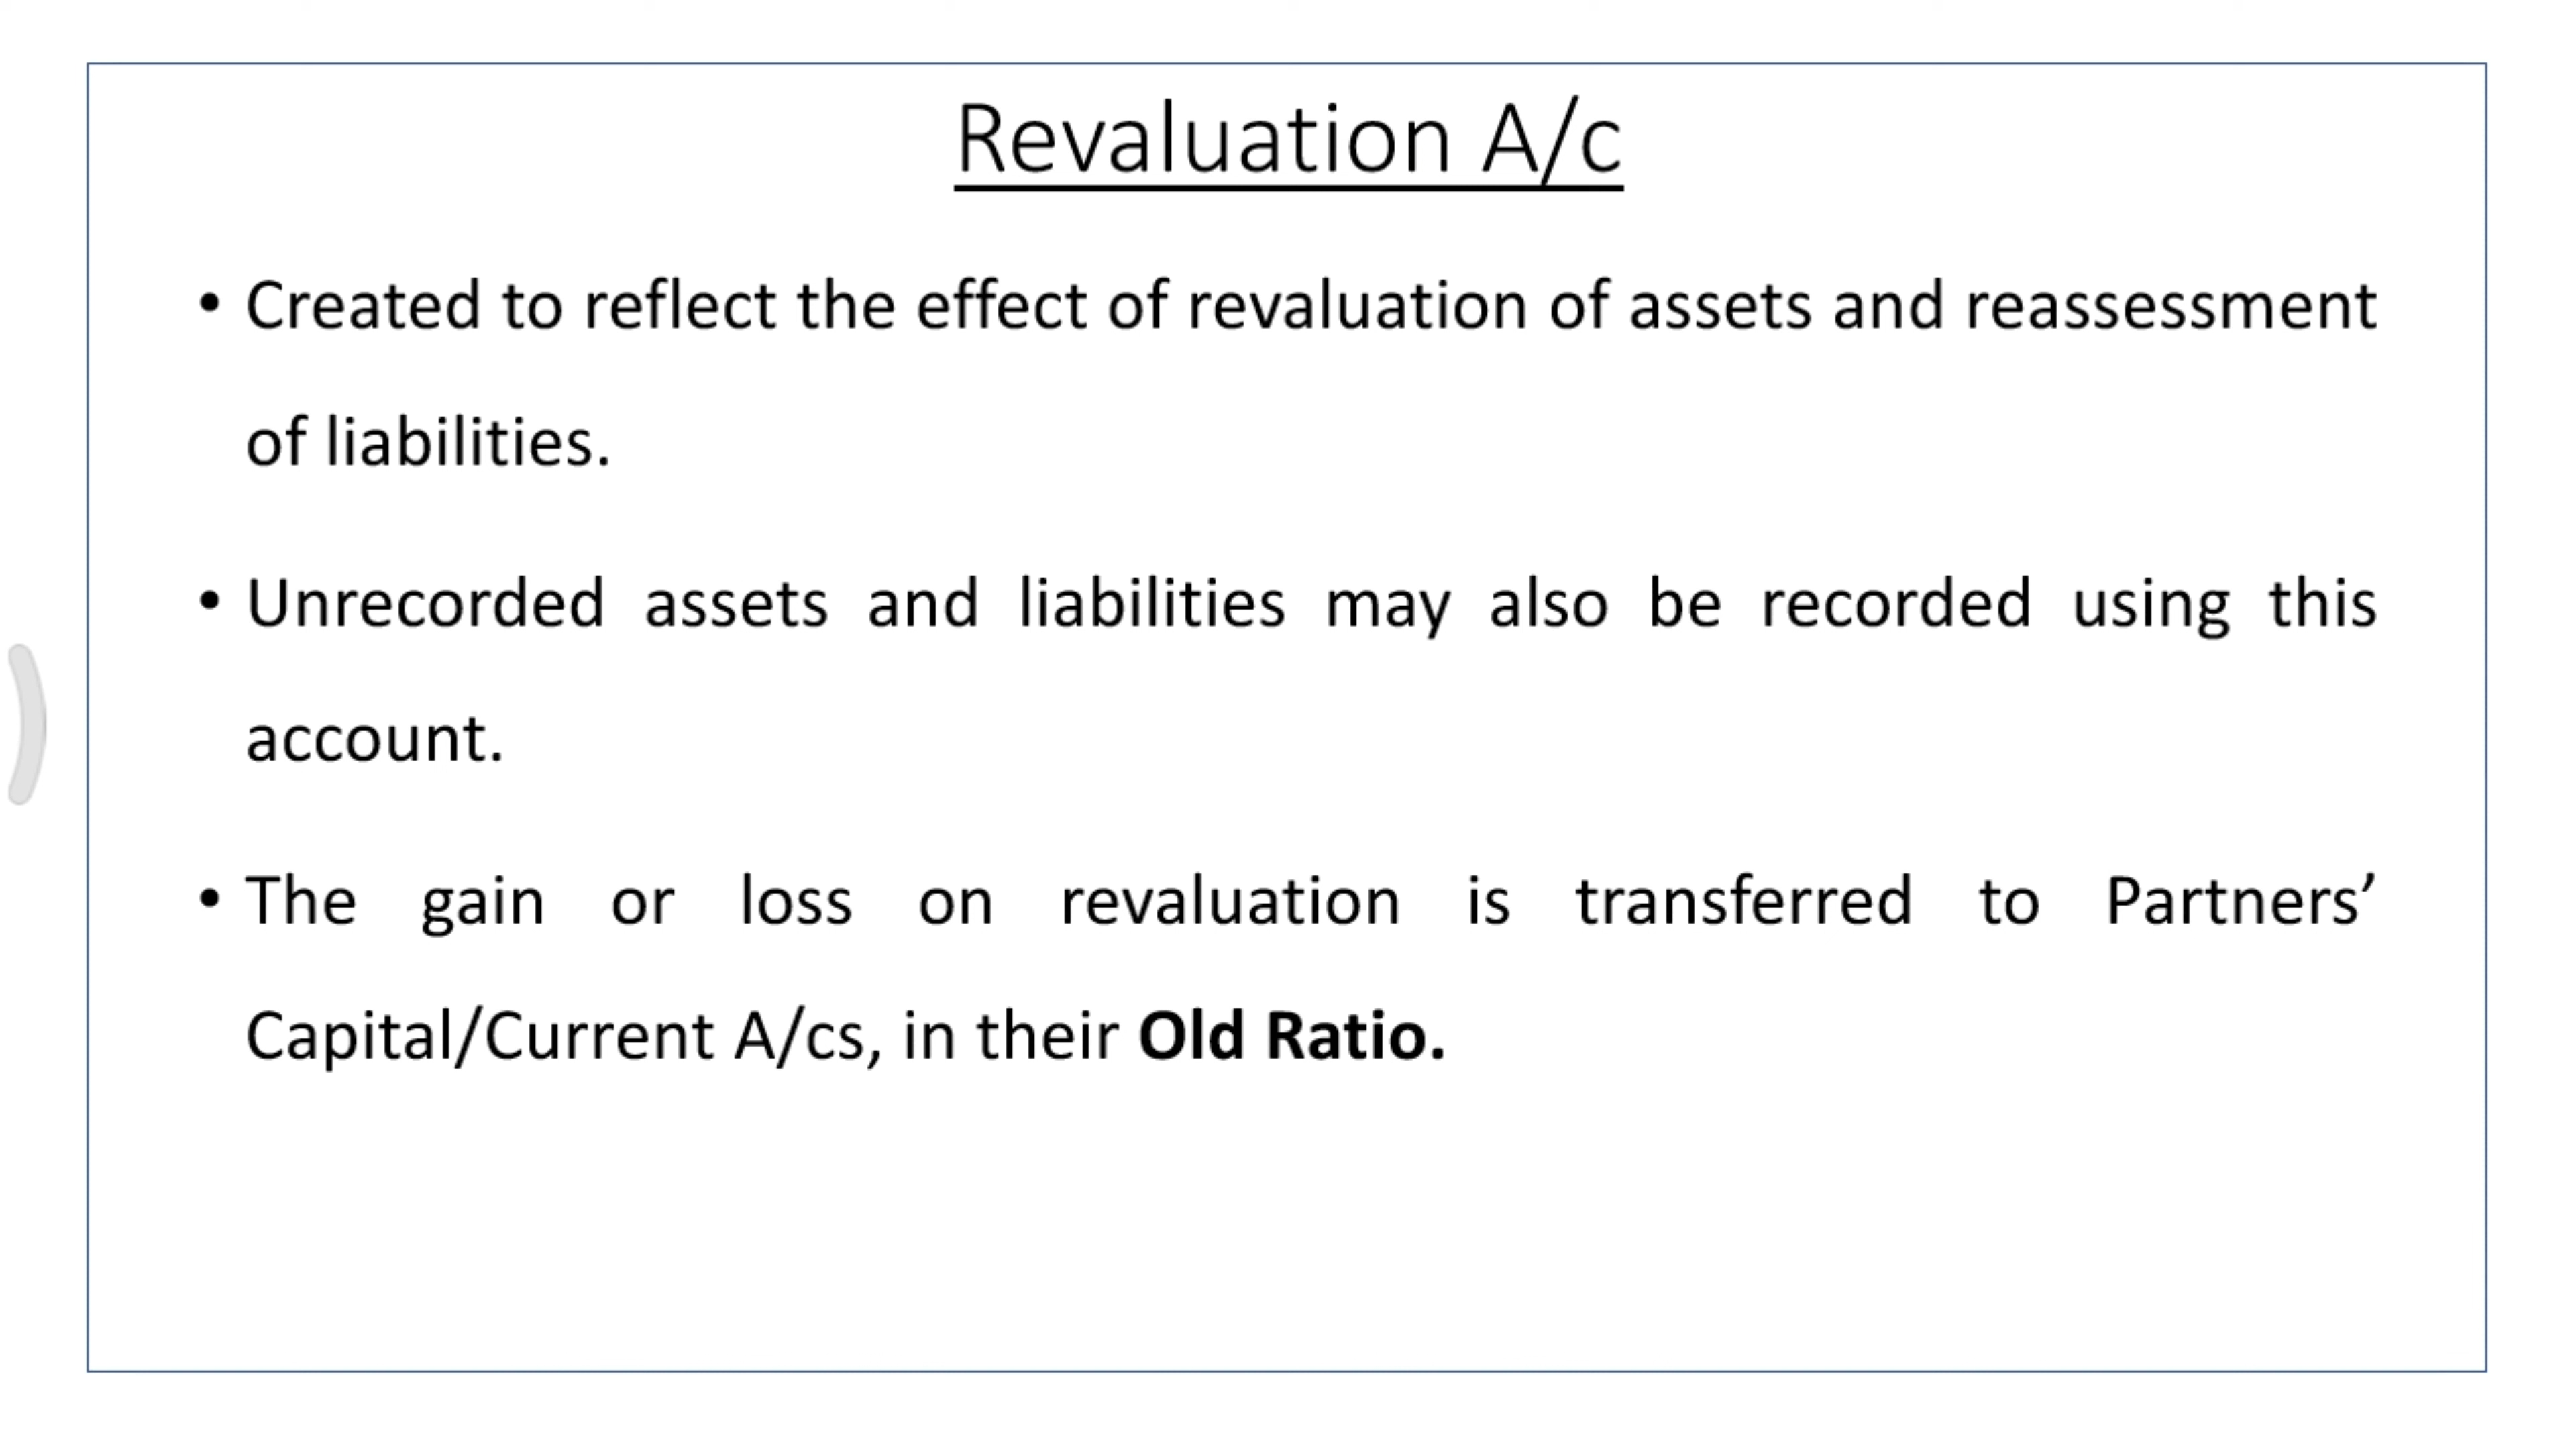 Revaluation A/c
• Created to reflect the effect of revaluation of assets and reassessment
of liabilities.
• Unrecorded assets and liabilities may also be recorded using this
account.
• The gain or loss on revaluation is transferred to Partners’
Capital/Current A/cs, in their Old Ratio.